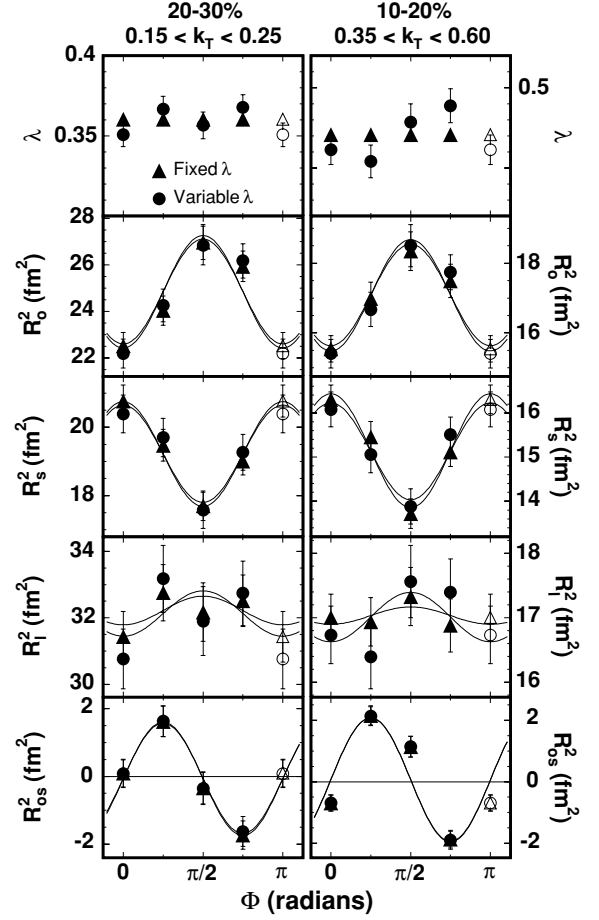 20-30% 10-20%
0.15 < k_T < 0.25 0.35 < k_T < 0.60
0.4
0.35
λ
0.5
λ
▲ Fixed λ
● Variable λ
28
26
24
22
R_o^2 (fm^2)
18
16
R_o^2 (fm^2)
20
18
R_s^2 (fm^2)
16
15
14
R_s^2 (fm^2)
34
32
30
R_l^2 (fm^2)
18
17
16
R_l^2 (fm^2)
2
0
-2
R_os^2 (fm^2)
2
0
-2
R_os^2 (fm^2)
0 π/2 π 0 π/2 π
Φ (radians) Φ (radians)